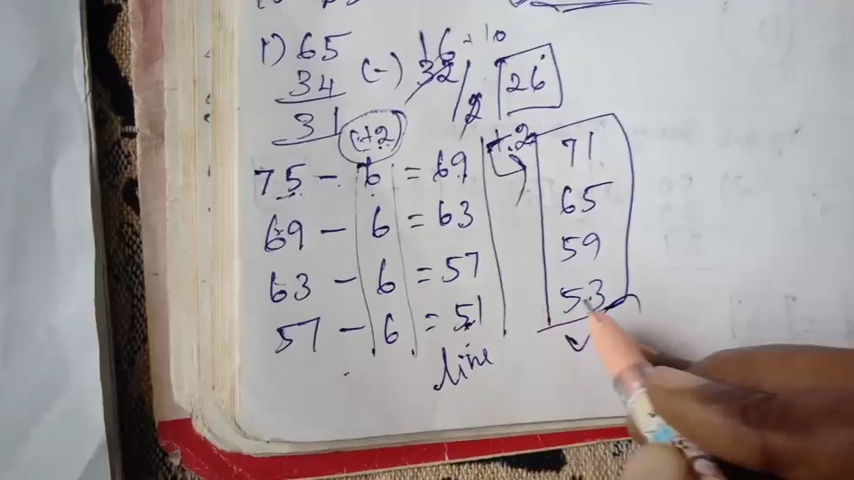 1) 65 (-) 16 - 10
34 32/2 26
31 (+2) +2 71
75 - 6 = 69 65
69 - 6 = 63 59
63 - 6 = 57 53
57 - 6 = 51
line